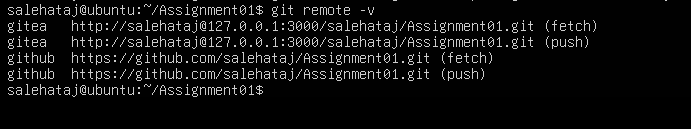 salehataj@ubuntu:~/Assignment01$ git remote -v
gitea   http://salehataj@127.0.0.1:3000/salehataj/Assignment01.git (fetch)
gitea   http://salehataj@127.0.0.1:3000/salehataj/Assignment01.git (push)
github  https://github.com/salehataj/Assignment01.git (fetch)
github  https://github.com/salehataj/Assignment01.git (push)
salehataj@ubuntu:~/Assignment01$